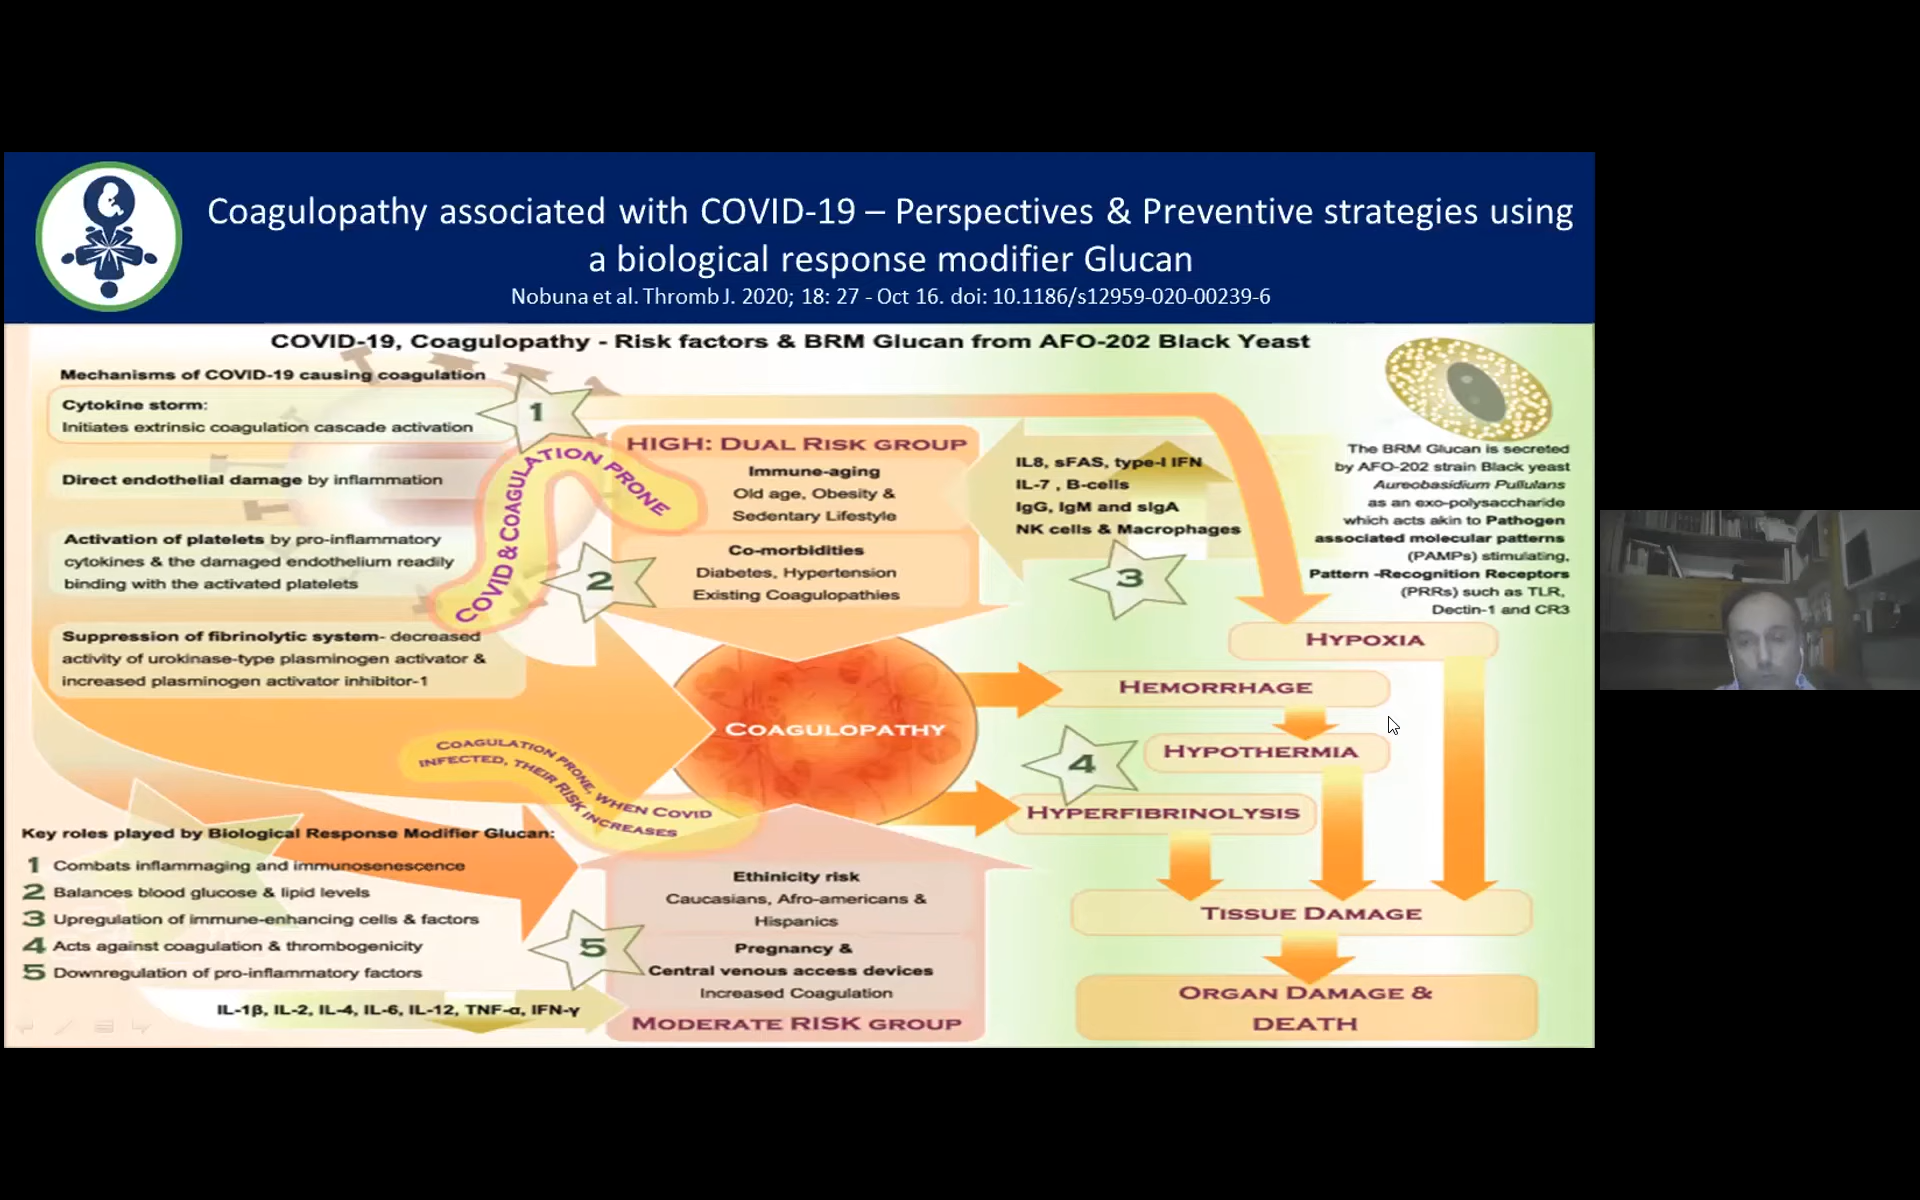 Coagulopathy associated with COVID-19 – Perspectives & Preventive strategies using
a biological response modifier Glucan
Nobuna et al. Thromb J. 2020; 18: 27 - Oct 16. doi: 10.1186/s12959-020-00239-6
COVID-19, Coagulopathy - Risk factors & BRM Glucan from AFO-202 Black Yeast
Mechanisms of COVID-19 causing coagulation
Cytokine storm:
Initiates extrinsic coagulation cascade activation
Direct endothelial damage by inflammation
Activation of platelets by pro-inflammatory
cytokines & the damaged endothelium readily
binding with the activated platelets
Suppression of fibrinolytic system- decreased
activity of urokinase-type plasminogen activator &
increased plasminogen activator inhibitor-1
1
COVID & COAGULATION PRONE
2
HIGH: DUAL RISK GROUP
Immune-aging
Old age, Obesity &
Sedentary Lifestyle
Co-morbidities
Diabetes, Hypertension
Existing Coagulopathies
IL8, sFAS, type-I IFN
IL-7 , B-cells
IgG, IgM and sIgA
NK cells & Macrophages
3
The BRM Glucan is secreted
by AFO-202 strain Black yeast
Aureobasidium Pullulans
as an exo-polysaccharide
which acts akin to Pathogen
associated molecular patterns
(PAMPs) stimulating,
Pattern -Recognition Receptors
(PRRs) such as TLR,
Dectin-1 and CR3
COAGULOPATHY
HYPOXIA
HEMORRHAGE
4
HYPOTHERMIA
HYPERFIBRINOLYSIS
TISSUE DAMAGE
ORGAN DAMAGE &
DEATH
COAGULATION PRONE, WHEN COVID
INFECTED, THEIR RISK INCREASES
Key roles played by Biological Response Modifier Glucan:
1 Combats inflammaging and immunosenescence
2 Balances blood glucose & lipid levels
3 Upregulation of immune-enhancing cells & factors
4 Acts against coagulation & thrombogenicity
5 Downregulation of pro-inflammatory factors
IL-1β, IL-2, IL-4, IL-6, IL-12, TNF-α, IFN-γ
5
Ethinicity risk
Caucasians, Afro-americans &
Hispanics
Pregnancy &
Central venous access devices
Increased Coagulation
MODERATE RISK GROUP